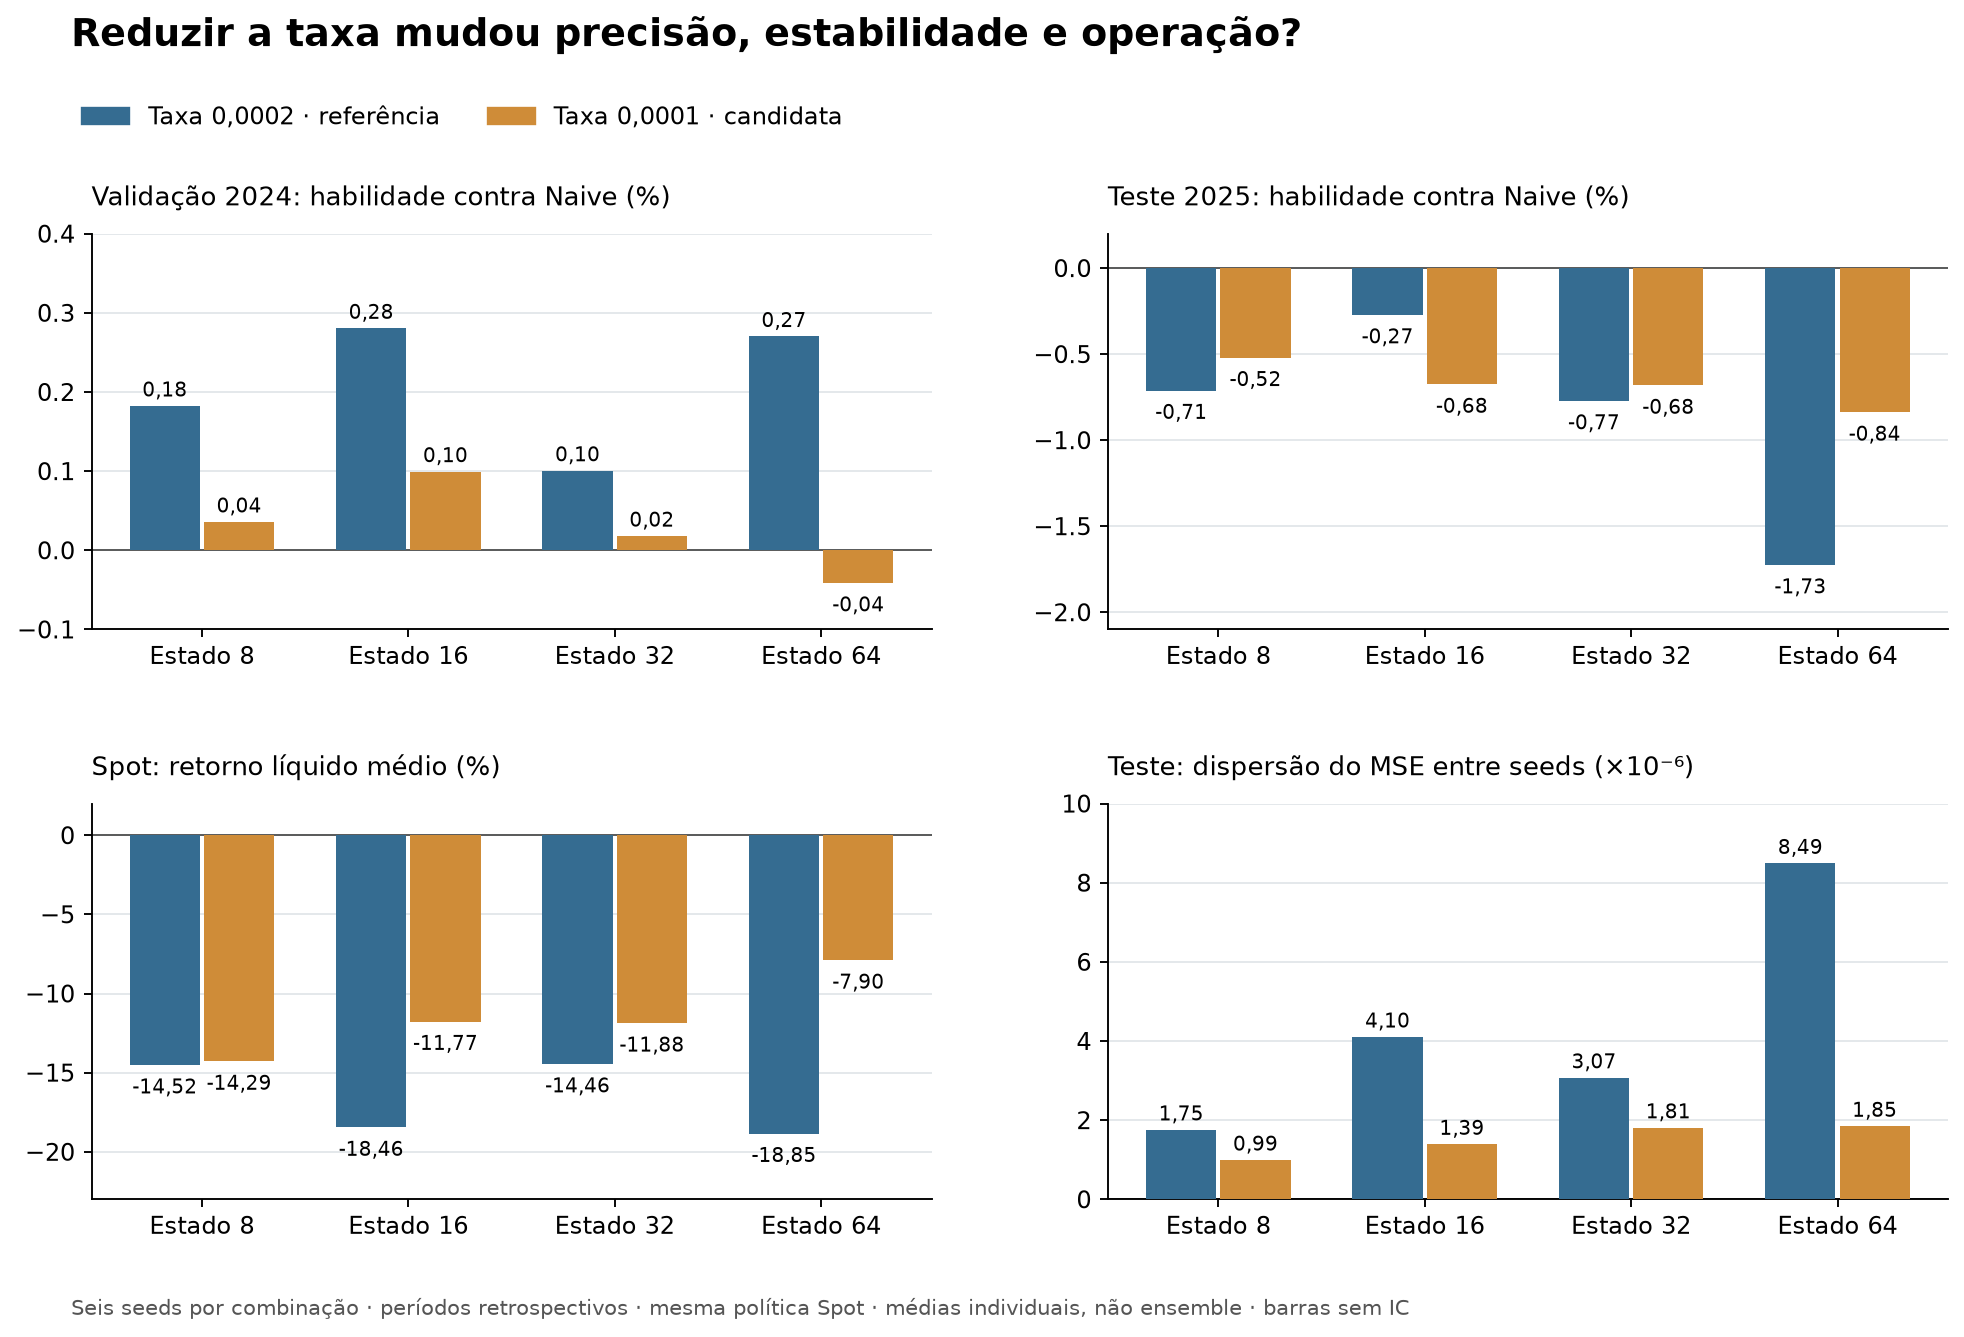 Reduzir a taxa mudou precisão, estabilidade e operação?
Taxa 0,0002 · referência
Taxa 0,0001 · candidata
Validação 2024: habilidade contra Naive (%)
0.4
0.3
0.2
0.1
0.0
−0.1
0,18
0,04
0,28
0,10
0,10
0,02
0,27
-0,04
Estado 8
Estado 16
Estado 32
Estado 64
Teste 2025: habilidade contra Naive (%)
0.0
−0.5
−1.0
−1.5
−2.0
-0,71
-0,52
-0,27
-0,68
-0,77
-0,68
-1,73
-0,84
Estado 8
Estado 16
Estado 32
Estado 64
Spot: retorno líquido médio (%)
0
−5
−10
−15
−20
-14,52
-14,29
-18,46
-11,77
-14,46
-11,88
-18,85
-7,90
Estado 8
Estado 16
Estado 32
Estado 64
Teste: dispersão do MSE entre seeds (×10⁻⁶)
10
8
6
4
2
0
1,75
0,99
4,10
1,39
3,07
1,81
8,49
1,85
Estado 8
Estado 16
Estado 32
Estado 64
Seis seeds por combinação · períodos retrospectivos · mesma política Spot · médias individuais, não ensemble · barras sem IC